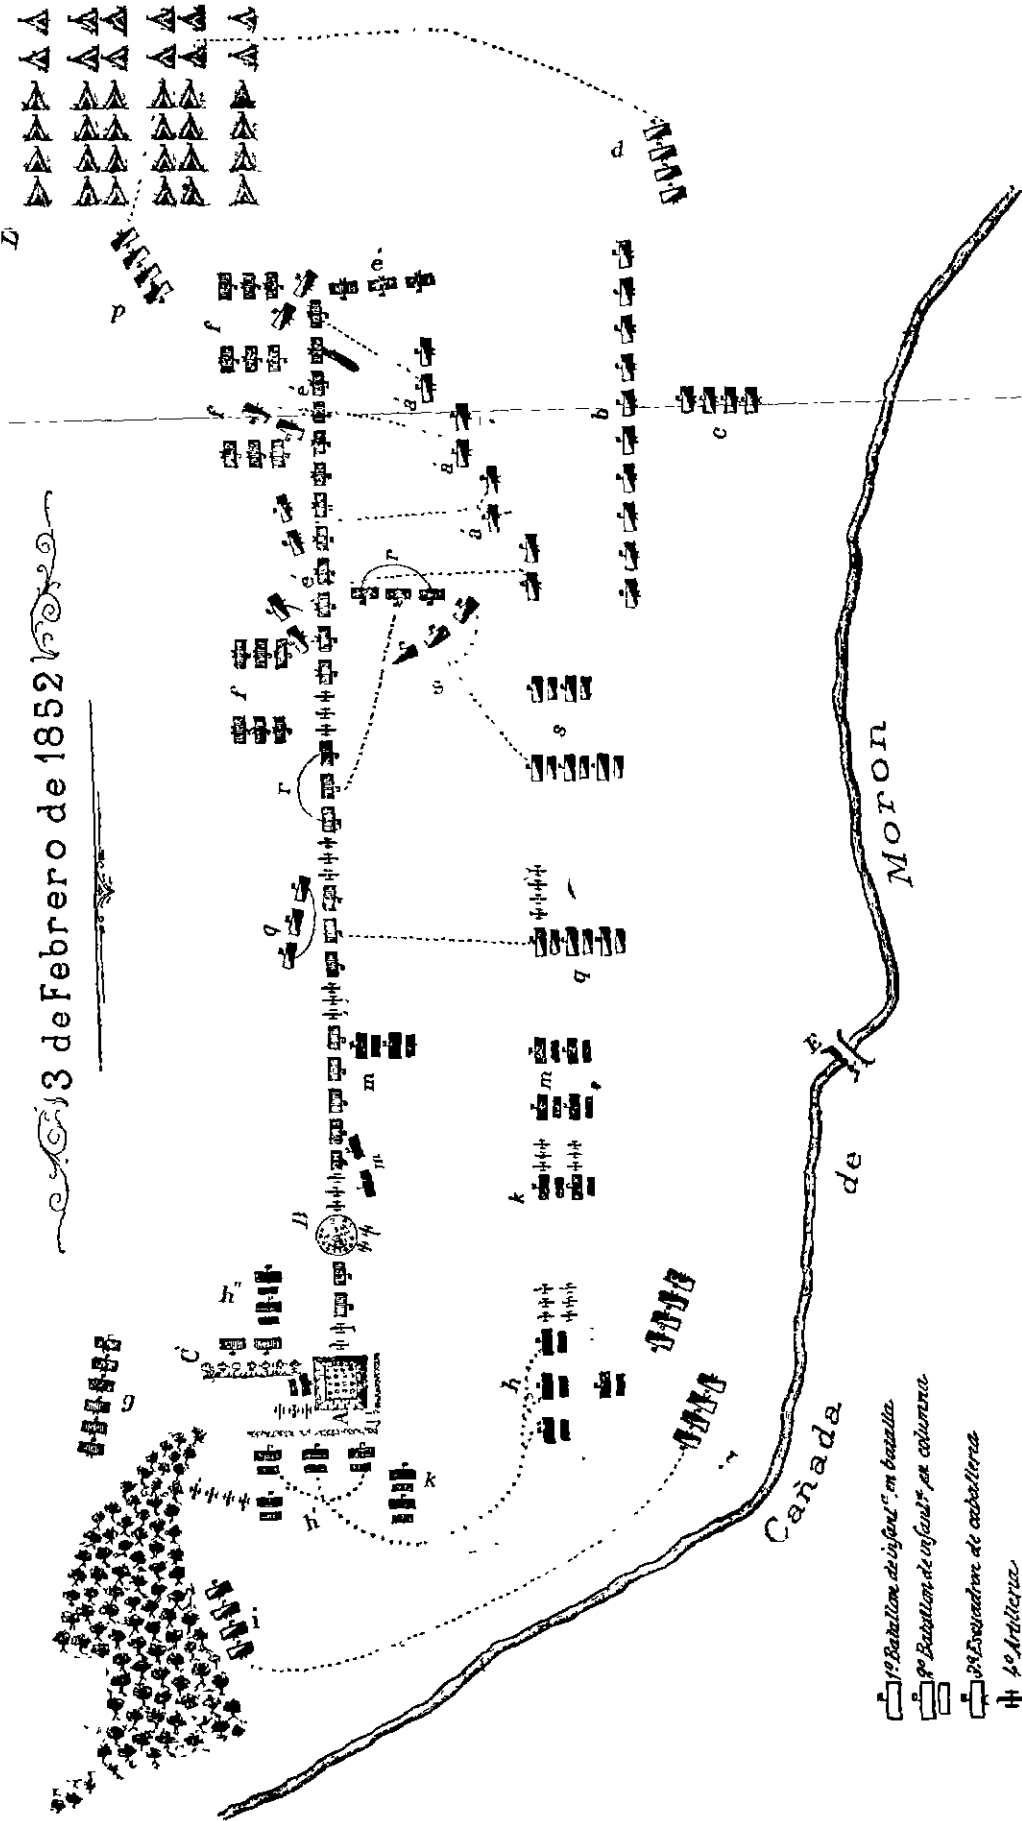 3 de Febrero de 1852
D
p
d
f
é
e
á
f
á
b
c
á
e
r
f
s
s
r
q
q
m
m
m
k
B
h"
C
g
A
h
k
h'
i
E
Cañada
de
Moron
1º Batallon de infantª en batalla
2º Batallon de infantª en columna
3º Escuadron de caballeria
4º Artilleria